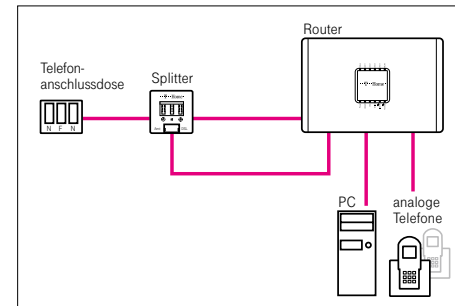 Router
Telefon-
anschlussdose
Splitter
N F N
PC
analoge
Telefone